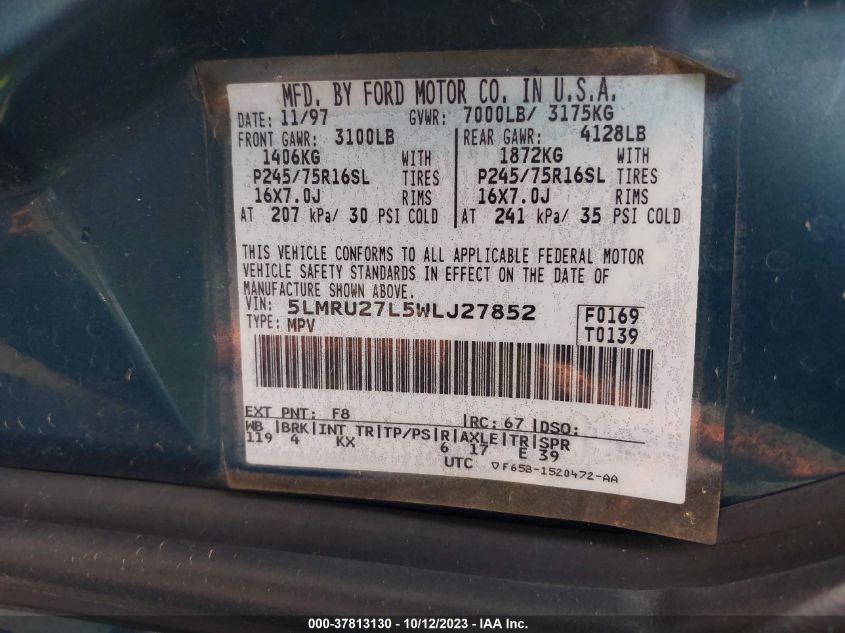 MFD. BY FORD MOTOR CO. IN U.S.A.
DATE: 11/97 GVWR: 7000LB/ 3175KG
FRONT GAWR: 3100LB REAR GAWR: 4128LB
1406KG WITH 1872KG WITH
P245/75R16SL TIRES P245/75R16SL TIRES
16X7.0J RIMS 16X7.0J RIMS
AT 207 kPa/ 30 PSI COLD AT 241 kPa/ 35 PSI COLD
THIS VEHICLE CONFORMS TO ALL APPLICABLE FEDERAL MOTOR
VEHICLE SAFETY STANDARDS IN EFFECT ON THE DATE OF
MANUFACTURE SHOWN ABOVE.
VIN: 5LMRU27L5WLJ27852 F0169
TYPE: MPV T0139
EXT PNT: F8 RC: 67 DSO:
WB BRK INT TR TP/PS R AXLE TR SPR
119 4 KX 6 17 E 39
UTC ▽F65B-1520472-AA
000-37813130 - 10/12/2023 - IAA Inc.